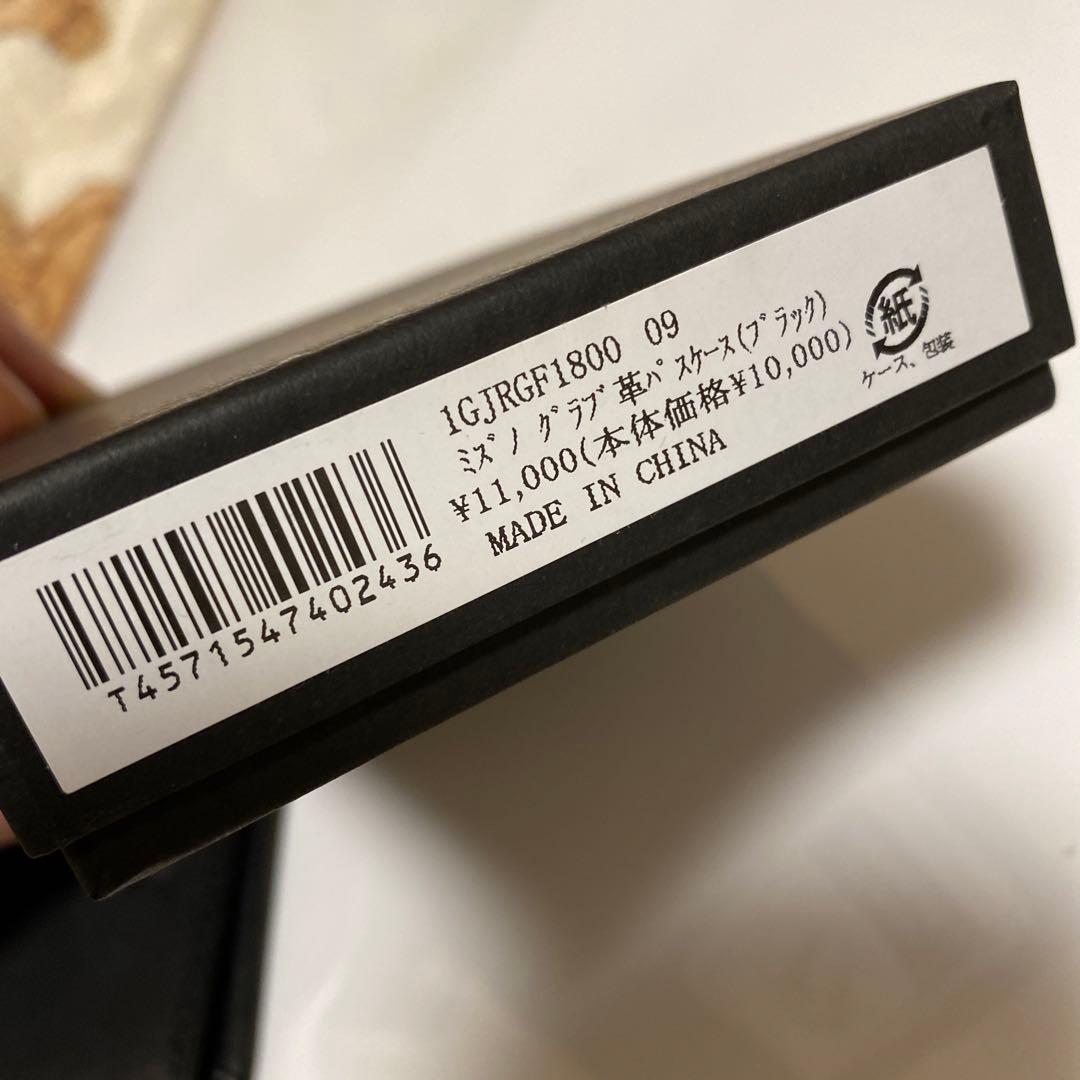 1GJRGF1800 09
ﾐｽﾞﾉ ｸﾞﾗﾌﾞ革ﾊﾟｽｹｰｽ(ﾌﾞﾗｯｸ)
¥11,000(本体価格¥10,000)
MADE IN CHINA
T4571547402436
紙
ケース、包装